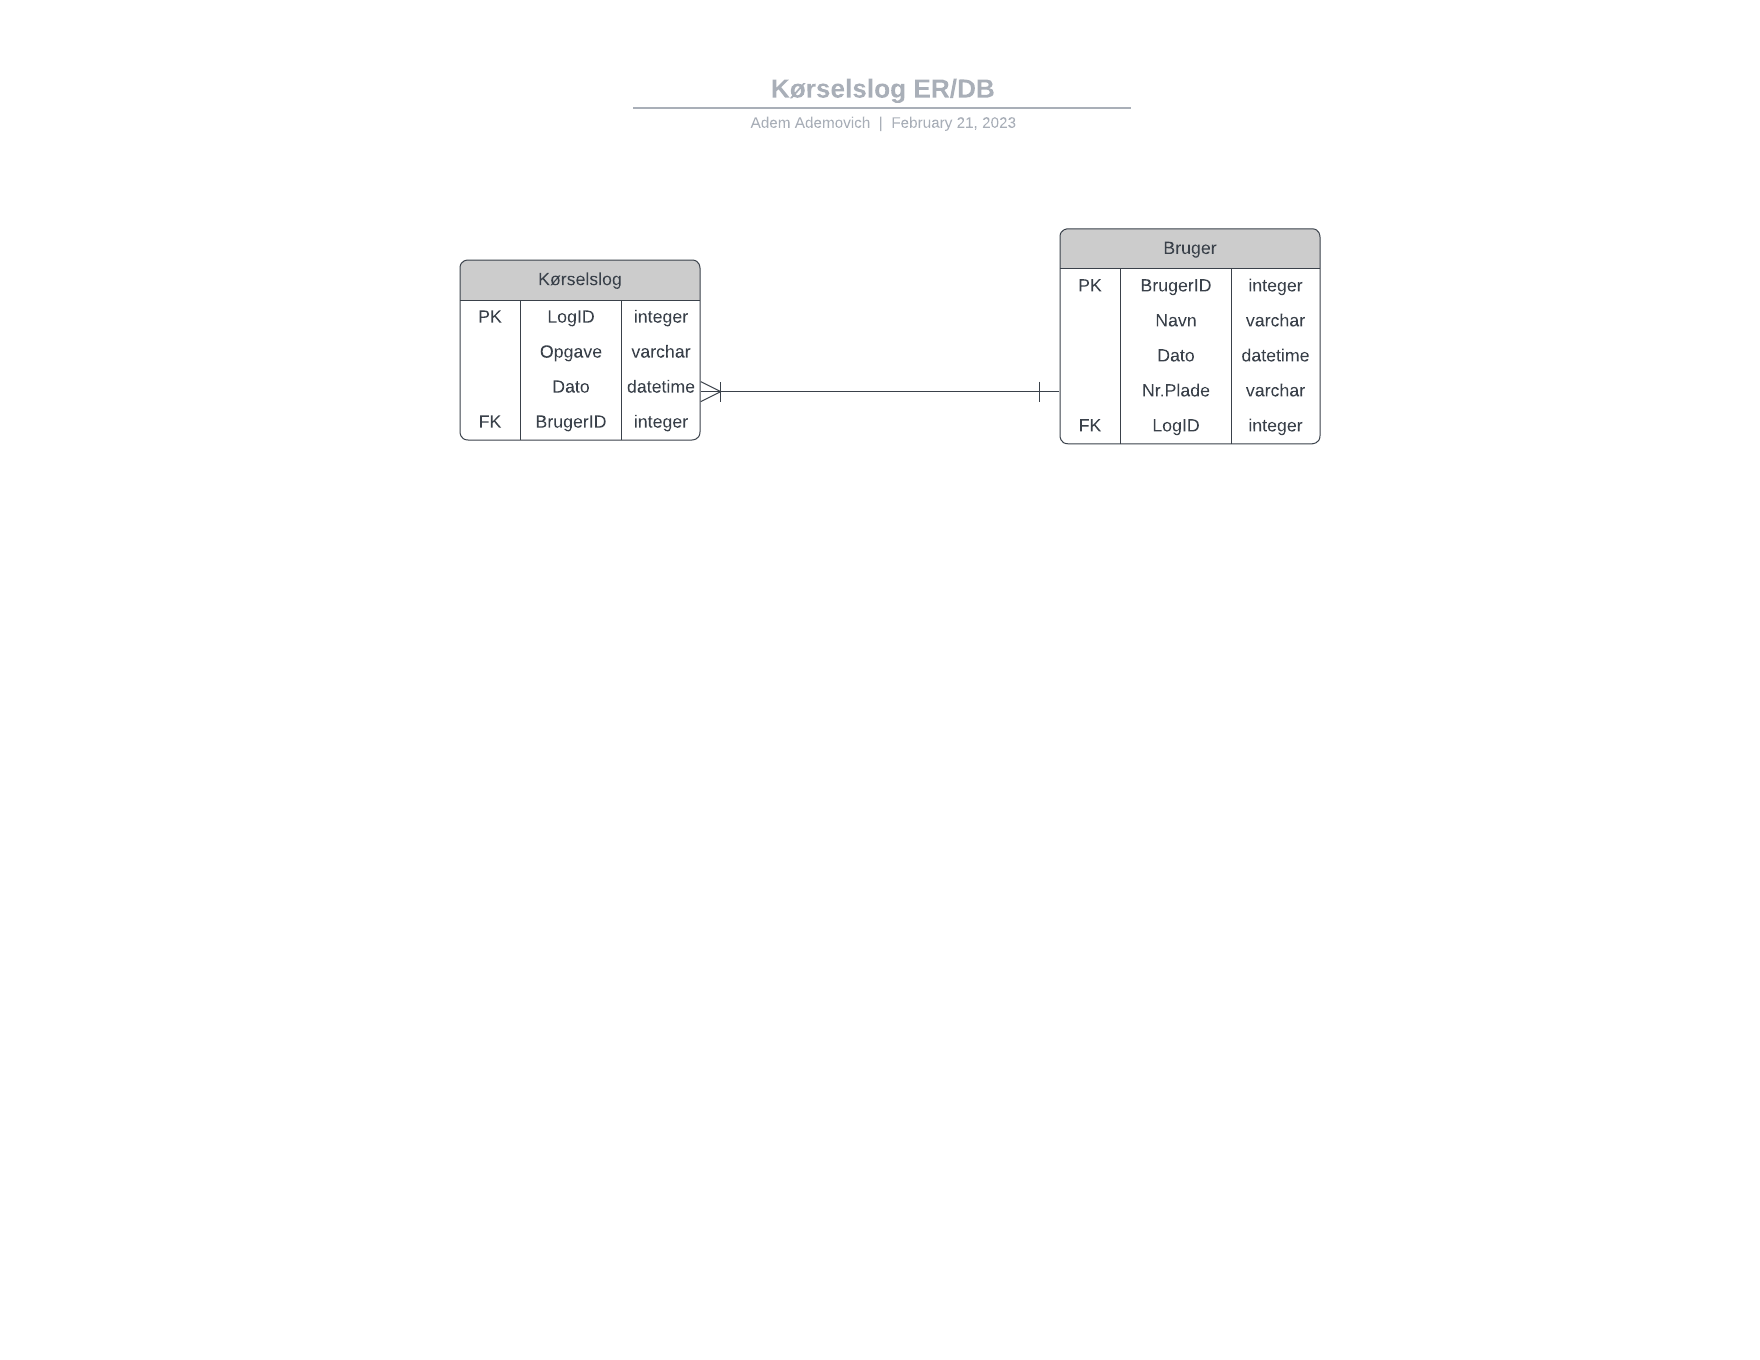 Kørselslog ER/DB
Adem Ademovich | February 21, 2023
Kørselslog
PK LogID integer
Opgave varchar
Dato datetime
FK BrugerID integer
Bruger
PK BrugerID integer
Navn varchar
Dato datetime
Nr.Plade varchar
FK LogID integer